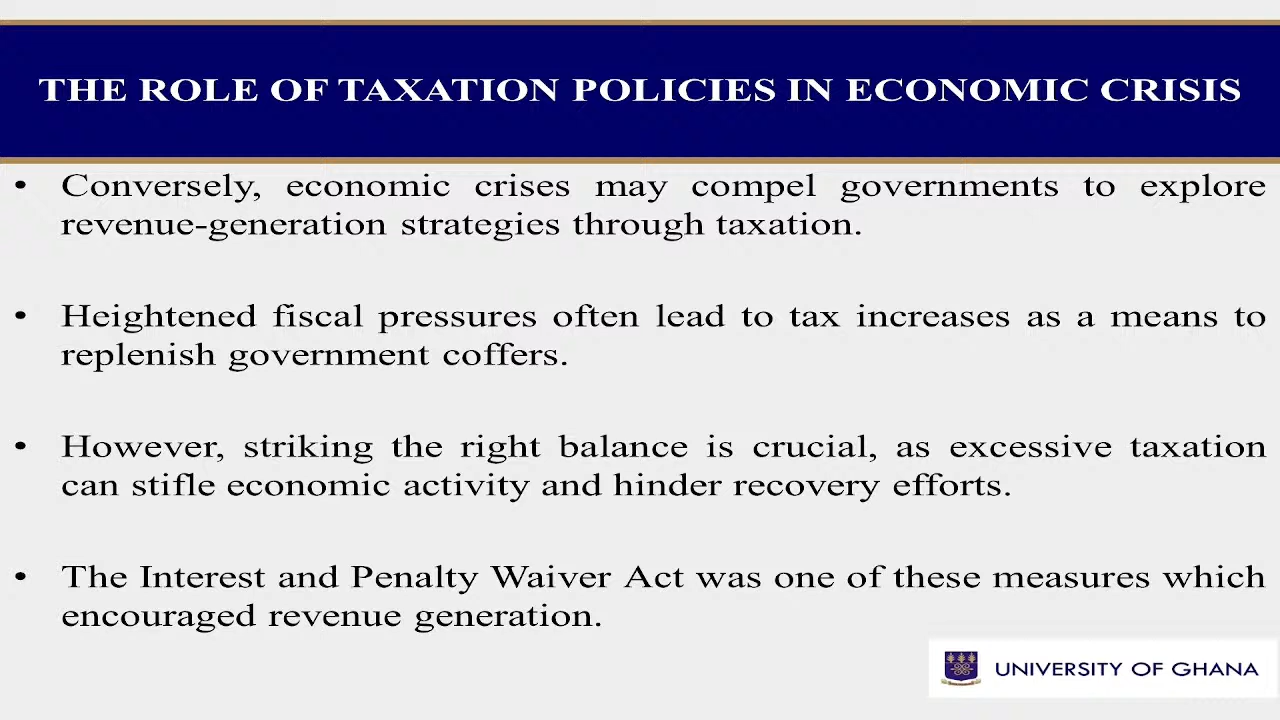 THE ROLE OF TAXATION POLICIES IN ECONOMIC CRISIS
• Conversely, economic crises may compel governments to explore
revenue-generation strategies through taxation.
• Heightened fiscal pressures often lead to tax increases as a means to
replenish government coffers.
• However, striking the right balance is crucial, as excessive taxation
can stifle economic activity and hinder recovery efforts.
• The Interest and Penalty Waiver Act was one of these measures which
encouraged revenue generation.
UNIVERSITY OF GHANA